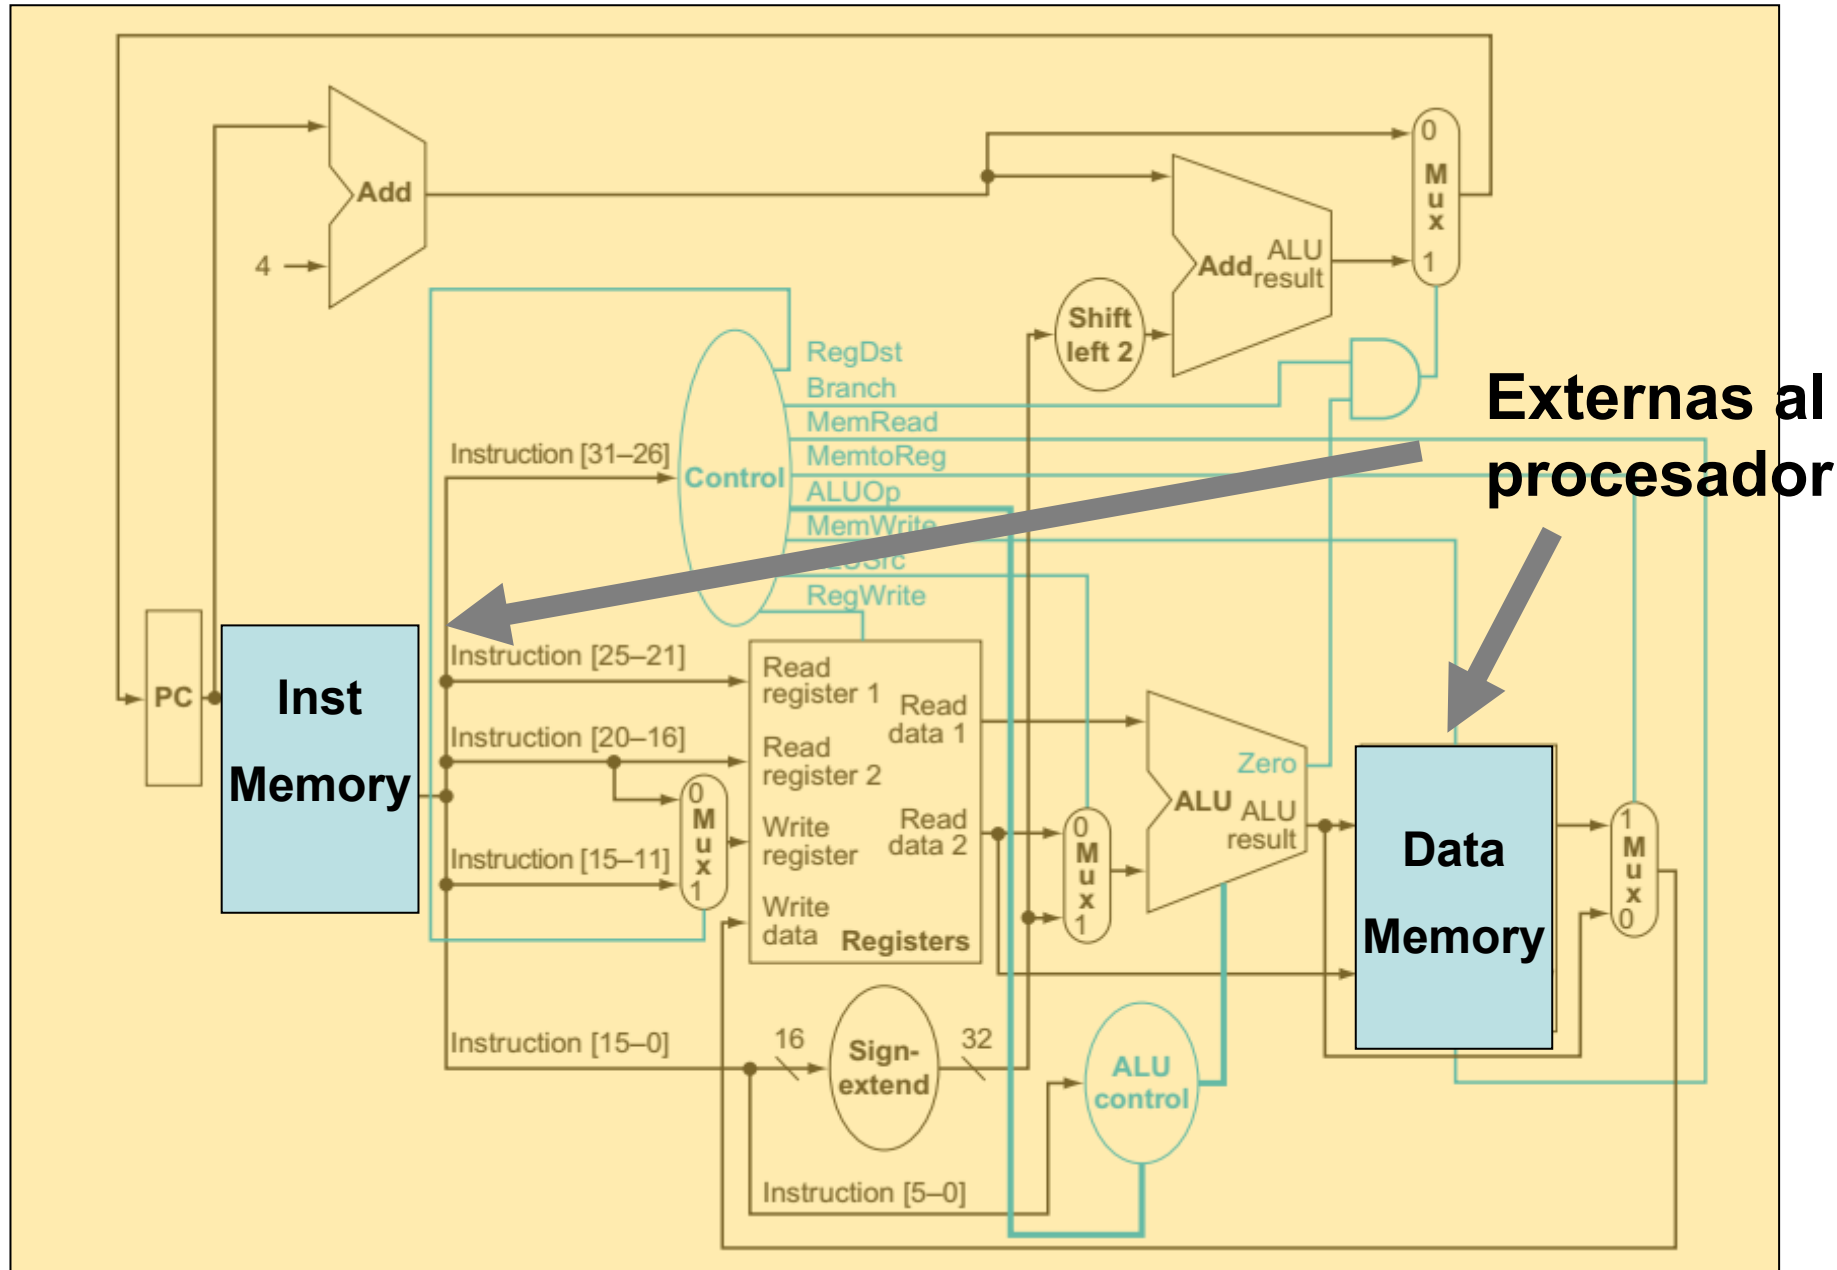 Add
4
0
M
u
x
1
Add
ALU
result
Shift
left 2
RegDst
Branch
MemRead
MemtoReg
ALUOp
MemWrite
RegWrite
Control
Externas al
procesador
Instruction [31–26]
Instruction [25–21]
Instruction [20–16]
Instruction [15–11]
Instruction [15–0]
Instruction [5–0]
PC
Inst
Memory
0
M
u
x
1
Read
register 1
Read
register 2
Write
register
Write
data
Read
data 1
Read
data 2
Registers
0
M
u
x
1
Zero
ALU
ALU
result
Data
Memory
1
M
u
x
0
16
Sign-
extend
32
ALU
control